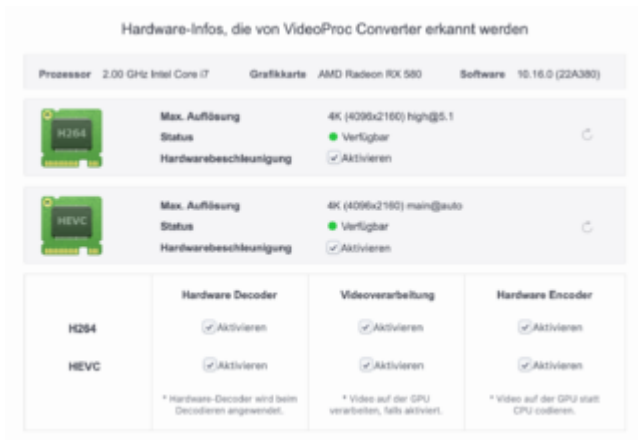 Hardware-Infos, die von VideoProc Converter erkannt werden
Prozessor 2.00 GHz Intel Core i7 Grafikkarte AMD Radeon RX 580 Software 10.16.0 (22A380)
H264
Max. Auflösung 4K (4096x2160) high@5.1
Status Verfügbar
Hardwarebeschleunigung Aktivieren
HEVC
Max. Auflösung 4K (4096x2160) main@auto
Status Verfügbar
Hardwarebeschleunigung Aktivieren
Hardware Decoder Videoverarbeitung Hardware Encoder
H264 Aktivieren Aktivieren Aktivieren
HEVC Aktivieren Aktivieren Aktivieren
* Hardware-Decoder wird beim * Video auf der GPU * Video auf der GPU statt
Decodieren angewendet. verarbeiten, falls aktiviert. CPU codieren.